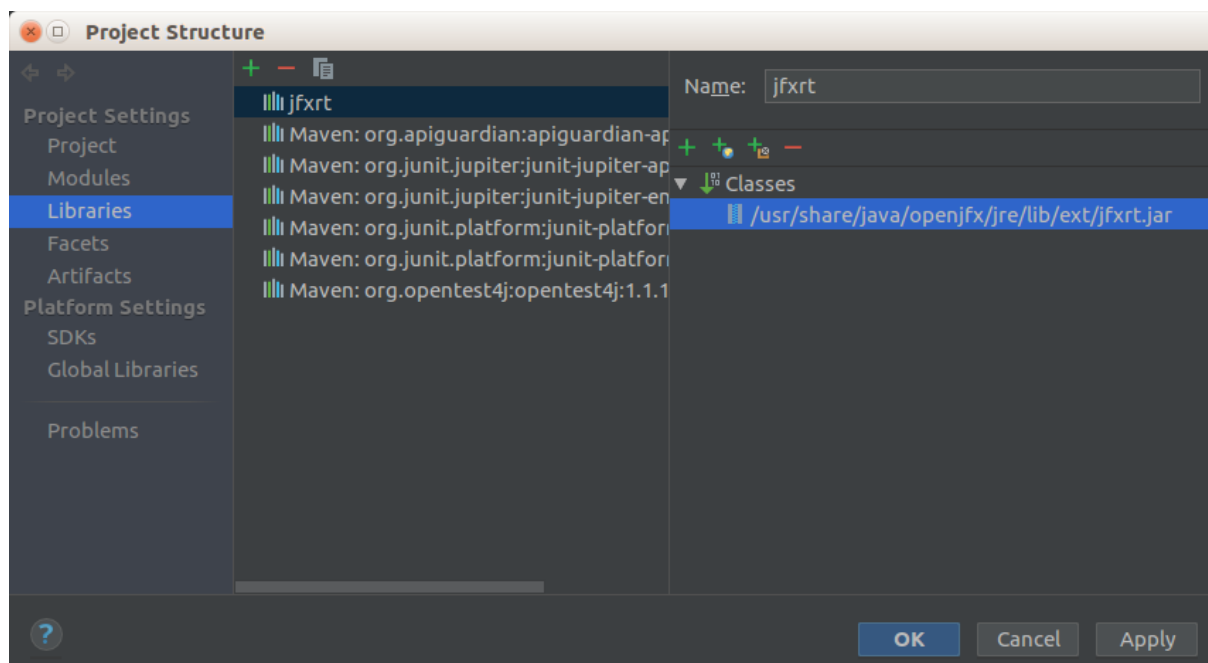 Project Structure
Project Settings
Project
Modules
Libraries
Facets
Artifacts
Platform Settings
SDKs
Global Libraries
Problems
jfxrt
Maven: org.apiguardian:apiguardian-ap
Maven: org.junit.jupiter:junit-jupiter-ap
Maven: org.junit.jupiter:junit-jupiter-en
Maven: org.junit.platform:junit-platfor
Maven: org.junit.platform:junit-platfor
Maven: org.opentest4j:opentest4j:1.1.1
Name: jfxrt
Classes
/usr/share/java/openjfx/jre/lib/ext/jfxrt.jar
? OK Cancel Apply